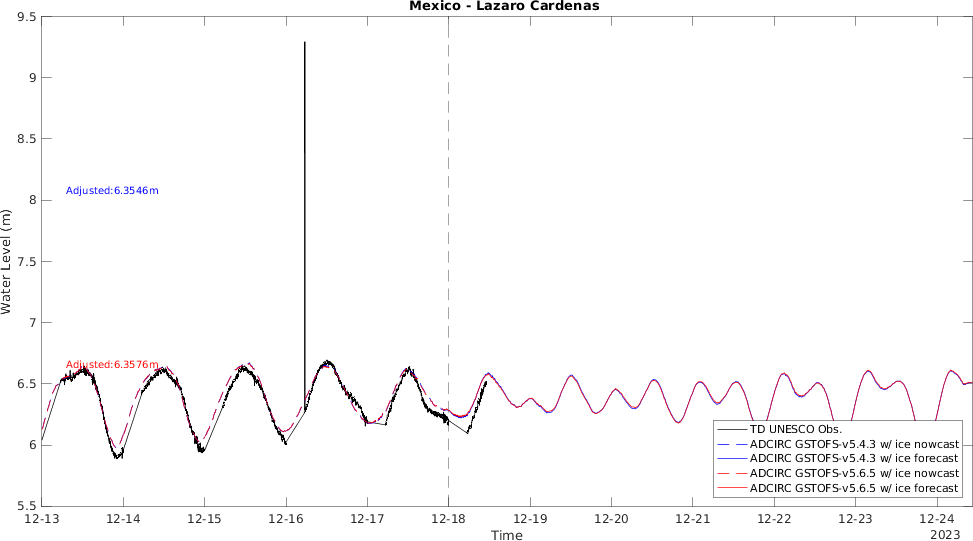 Mexico - Lazaro Cardenas
9.5
9
8.5
8
7.5
7
6.5
6
5.5
Water Level (m)
Adjusted:6.3546m
Adjusted:6.3576m
TD UNESCO Obs.
ADCIRC GSTOFS-v5.4.3 w/ ice nowcast
ADCIRC GSTOFS-v5.4.3 w/ ice forecast
ADCIRC GSTOFS-v5.6.5 w/ ice nowcast
ADCIRC GSTOFS-v5.6.5 w/ ice forecast
12-13 12-14 12-15 12-16 12-17 12-18 12-19 12-20 12-21 12-22 12-23 12-24
Time
2023